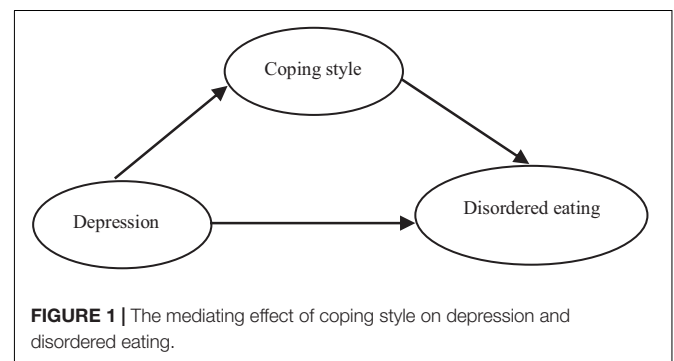 Coping style
Depression
Disordered eating
FIGURE 1 | The mediating effect of coping style on depression and
disordered eating.